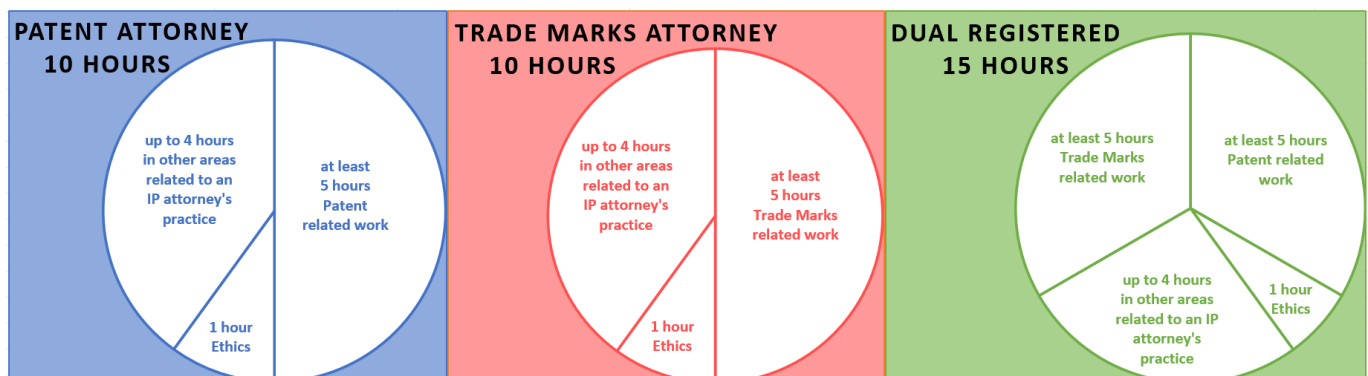 PATENT ATTORNEY
10 HOURS
up to 4 hours
in other areas
related to an
IP attorney's
practice
at least
5 hours
Patent
related work
1 hour
Ethics
TRADE MARKS ATTORNEY
10 HOURS
up to 4 hours
in other areas
related to an
IP attorney's
practice
at least
5 hours
Trade Marks
related work
1 hour
Ethics
DUAL REGISTERED
15 HOURS
at least 5 hours
Trade Marks
related work
at least 5 hours
Patent related
work
up to 4 hours
in other areas
related to an IP
attorney's
practice
1 hour
Ethics